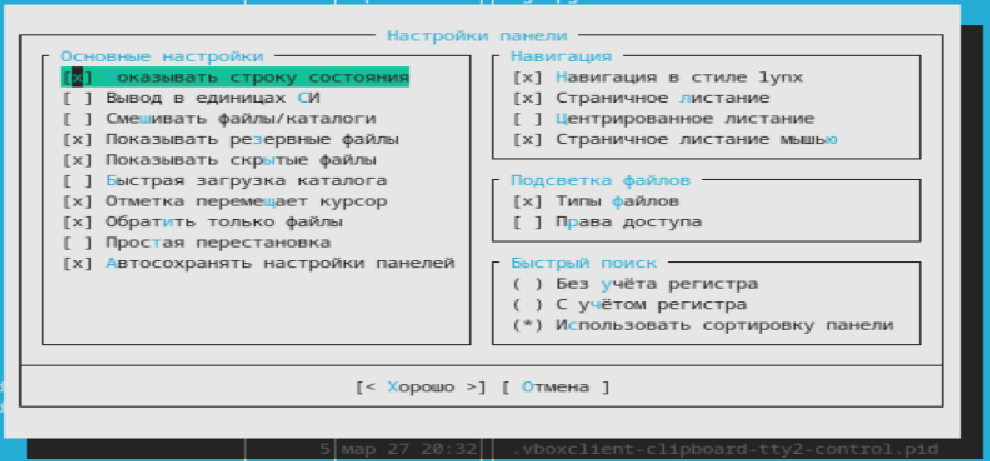 Настройки панели
Основные настройки
[x] Показывать строку состояния
[ ] Вывод в единицах СИ
[ ] Смешивать файлы/каталоги
[x] Показывать резервные файлы
[x] Показывать скрытые файлы
[ ] Быстрая загрузка каталога
[x] Отметка перемещает курсор
[x] Обратить только файлы
[ ] Простая перестановка
[x] Автосохранять настройки панелей
Навигация
[x] Навигация в стиле lynx
[x] Страничное листание
[ ] Центрированное листание
[x] Страничное листание мышью
Подсветка файлов
[x] Типы файлов
[ ] Права доступа
Быстрый поиск
( ) Без учёта регистра
( ) С учётом регистра
(*) Использовать сортировку панели
[< Хорошо >] [ Отмена ]
5|мар 27 20:32|| .vboxclient-clipboard-tty2-control.pid